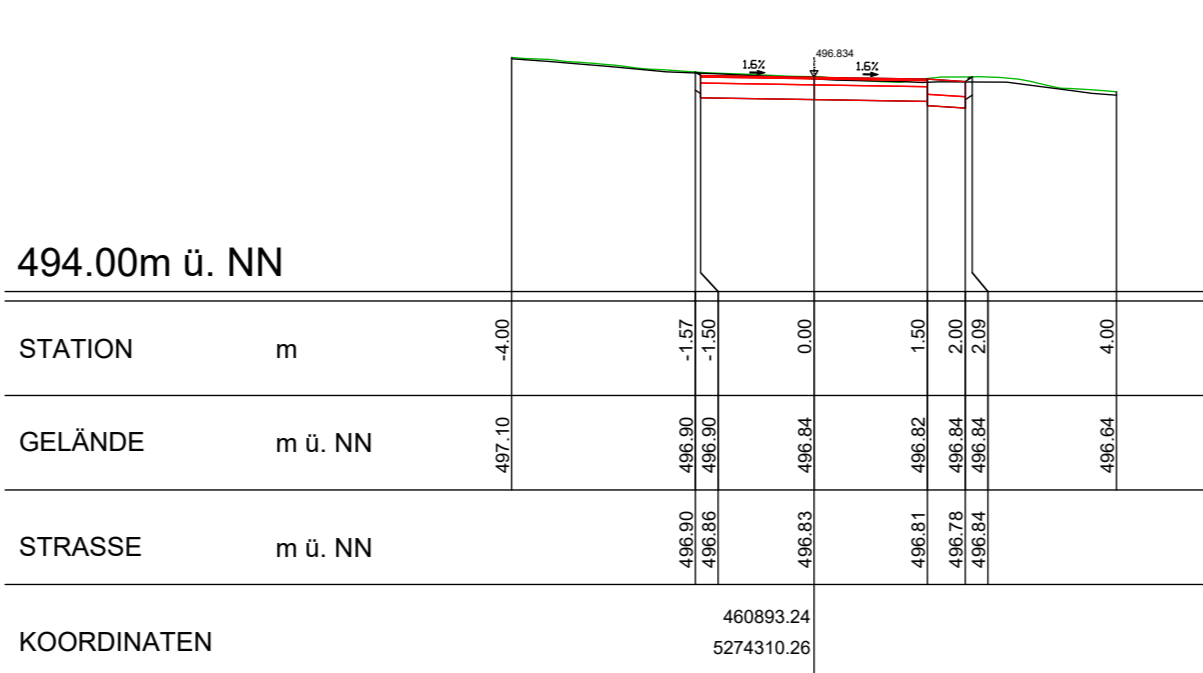 496.834
1.6% 1.6%
494.00m ü. NN
STATION m -4.00 -1.57 -1.50 0.00 1.50 2.00 2.09 4.00
GELÄNDE m ü. NN 497.10 496.90 496.90 496.84 496.82 496.84 496.84 496.64
STRASSE m ü. NN 496.90 496.86 496.83 496.81 496.78 496.84
460893.24
KOORDINATEN
5274310.26